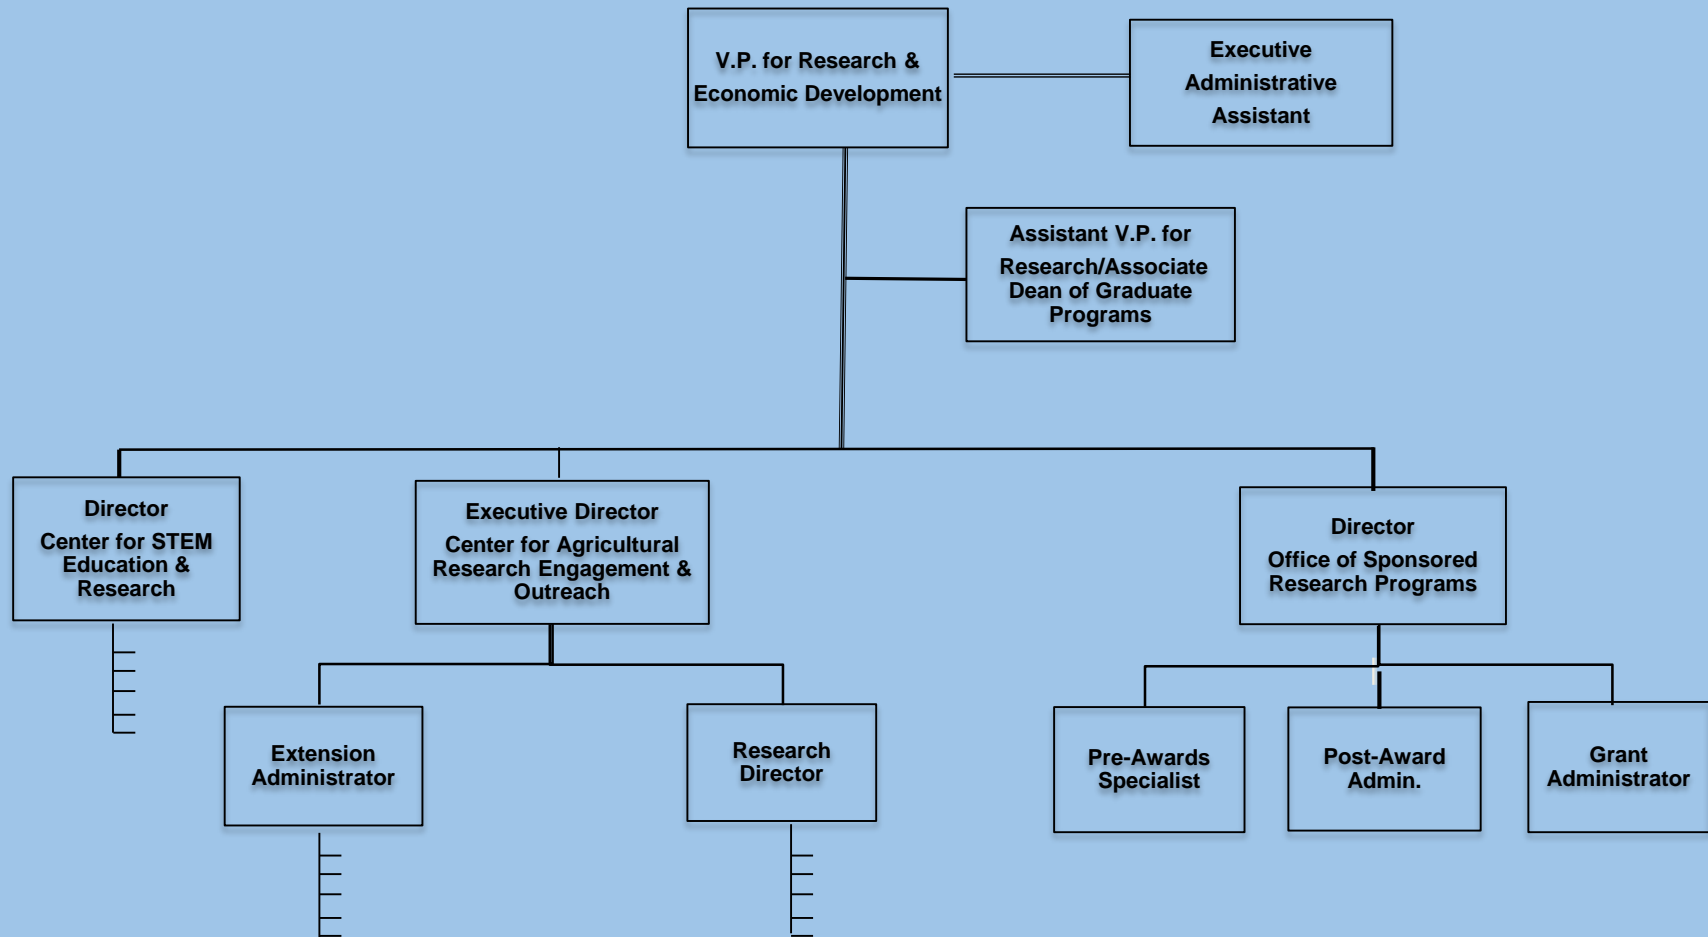 V.P. for Research &
Economic Development
Executive
Administrative
Assistant
Assistant V.P. for
Research/Associate
Dean of Graduate
Programs
Director
Center for STEM
Education &
Research
Executive Director
Center for Agricultural
Research Engagement &
Outreach
Director
Office of Sponsored
Research Programs
Extension
Administrator
Research
Director
Pre-Awards
Specialist
Post-Award
Admin.
Grant
Administrator